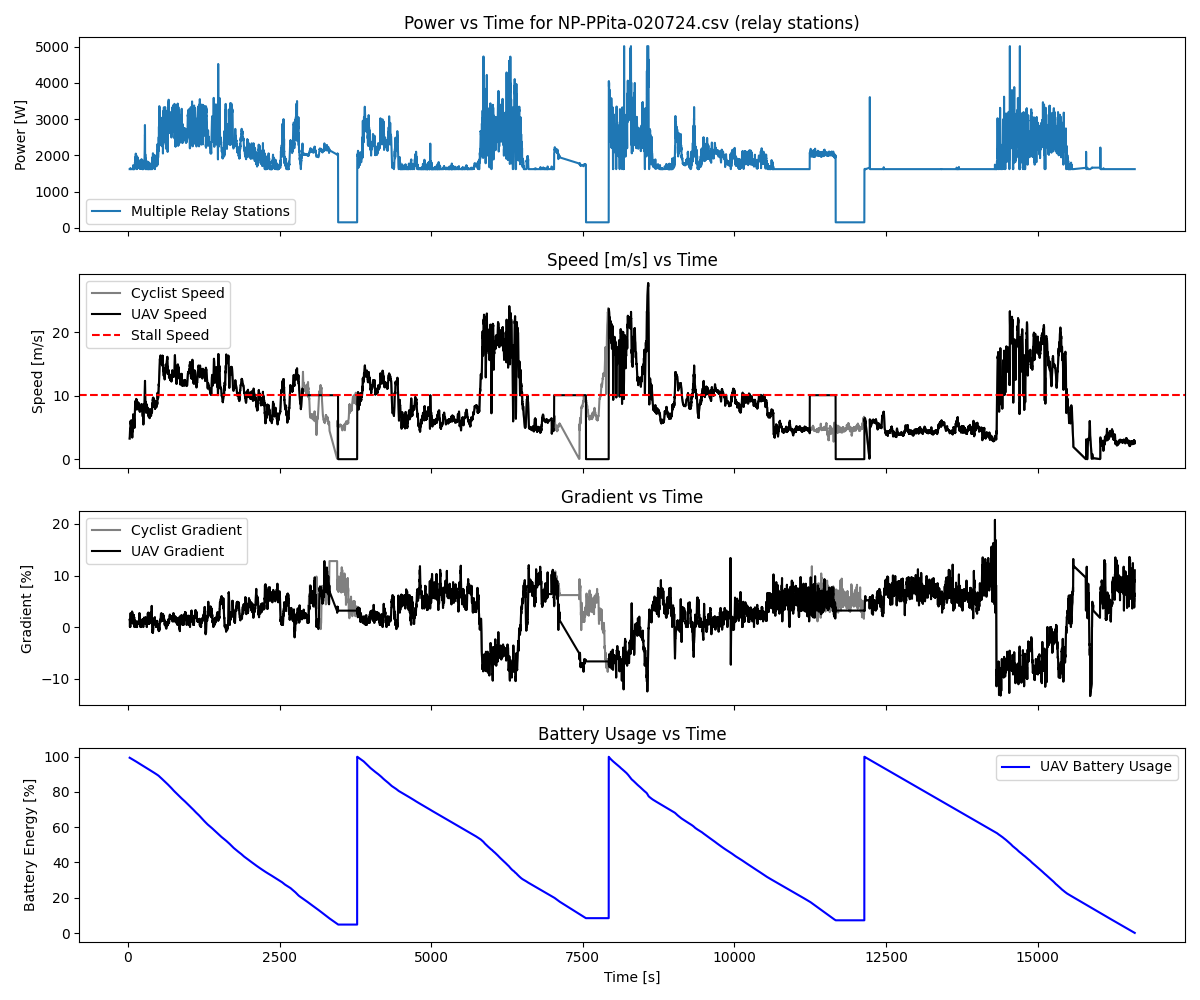 Power vs Time for NP-PPita-020724.csv (relay stations)
5000
4000
3000
2000
1000
0
Power [W]
Multiple Relay Stations
Speed [m/s] vs Time
20
10
0
Speed [m/s]
Cyclist Speed
UAV Speed
Stall Speed
Gradient vs Time
20
10
0
−10
Gradient [%]
Cyclist Gradient
UAV Gradient
Battery Usage vs Time
100
80
60
40
20
0
Battery Energy [%]
UAV Battery Usage
0 2500 5000 7500 10000 12500 15000
Time [s]